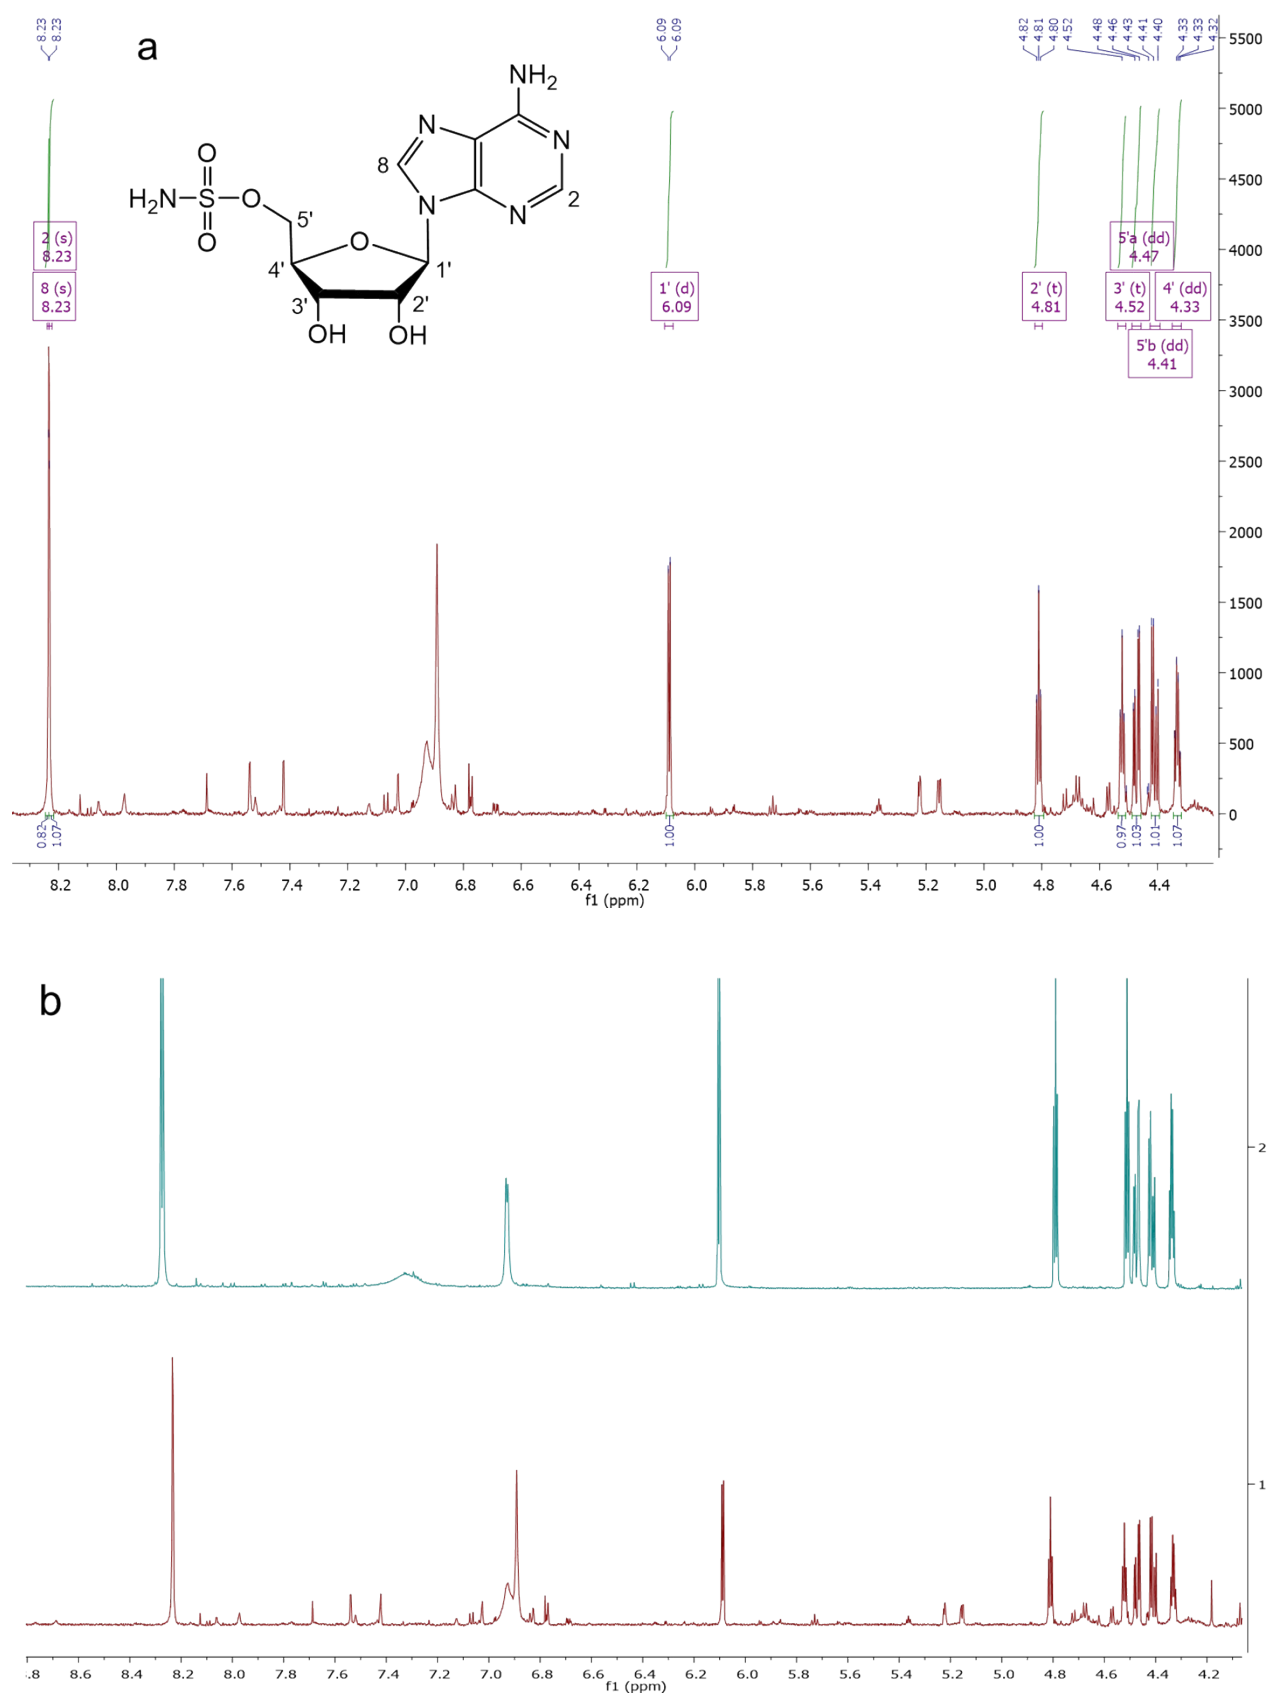 8.23
8.23
6.09
6.09
4.82
4.81
4.80
4.52
4.48
4.46
4.43
4.41
4.40
4.33
4.33
4.32
a
NH2
N
N
N
N
8
2
O
H2N S O
O
5'
O
4'
1'
3'
2'
OH
OH
2 (s)
8.23
8 (s)
8.23
1' (d)
6.09
2' (t)
4.81
5'a (dd)
4.47
3' (t)
4.52
4' (dd)
4.33
5'b (dd)
4.41
5500
5000
4500
4000
3500
3000
2500
2000
1500
1000
500
0
0.82
1.07
1.00
1.00
0.97
1.03
1.01
1.07
8.2 8.0 7.8 7.6 7.4 7.2 7.0 6.8 6.6 6.4 6.2 6.0 5.8 5.6 5.4 5.2 5.0 4.8 4.6 4.4
f1 (ppm)
b
2
1
.8 8.6 8.4 8.2 8.0 7.8 7.6 7.4 7.2 7.0 6.8 6.6 6.4 6.2 6.0 5.8 5.6 5.4 5.2 5.0 4.8 4.6 4.4 4.2
f1 (ppm)